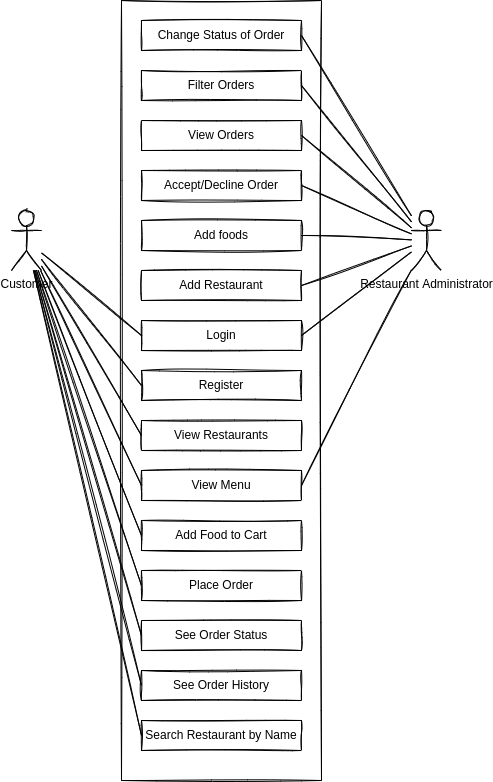 Change Status of Order
Filter Orders
View Orders
Accept/Decline Order
Add foods
Customer
Add Restaurant
Restaurant Administrator
Login
Register
View Restaurants
View Menu
Add Food to Cart
Place Order
See Order Status
See Order History
Search Restaurant by Name